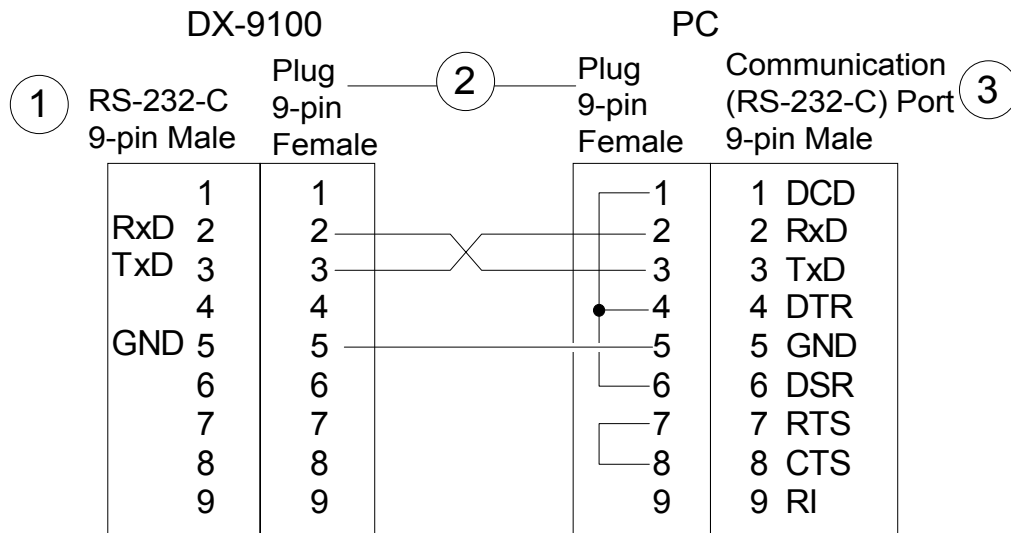 DX-9100 PC
1 RS-232-C
9-pin Male
Plug
9-pin
Female
2
Plug
9-pin
Female
Communication
(RS-232-C) Port
9-pin Male
3
1 1 1 1 DCD
RxD 2 2 2 2 RxD
TxD 3 3 3 3 TxD
4 4 4 4 DTR
GND 5 5 5 5 GND
6 6 6 6 DSR
7 7 7 7 RTS
8 8 8 8 CTS
9 9 9 9 RI